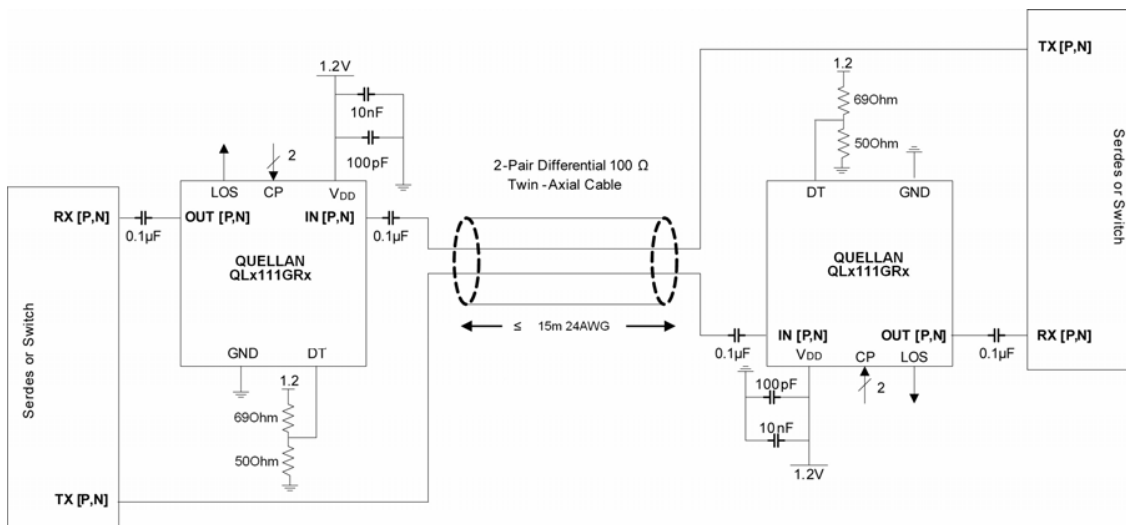 TX [P,N]
1.2V
1.2
10nF
69Ohm
100pF
50Ohm
2
2-Pair Differential 100 Ω
Twin -Axial Cable
Serdes or Switch
LOS
CP
VDD
DT
GND
RX [P,N]
OUT [P,N]
IN [P,N]
0.1µF
0.1µF
QUELLAN
QLx111GRx
QUELLAN
QLx111GRx
≤ 15m 24AWG
IN [P,N]
OUT [P,N]
RX [P,N]
0.1µF
0.1µF
GND
DT
VDD
CP
LOS
Serdes or Switch
1.2
100pF
2
69Ohm
10nF
50Ohm
1.2V
TX [P,N]